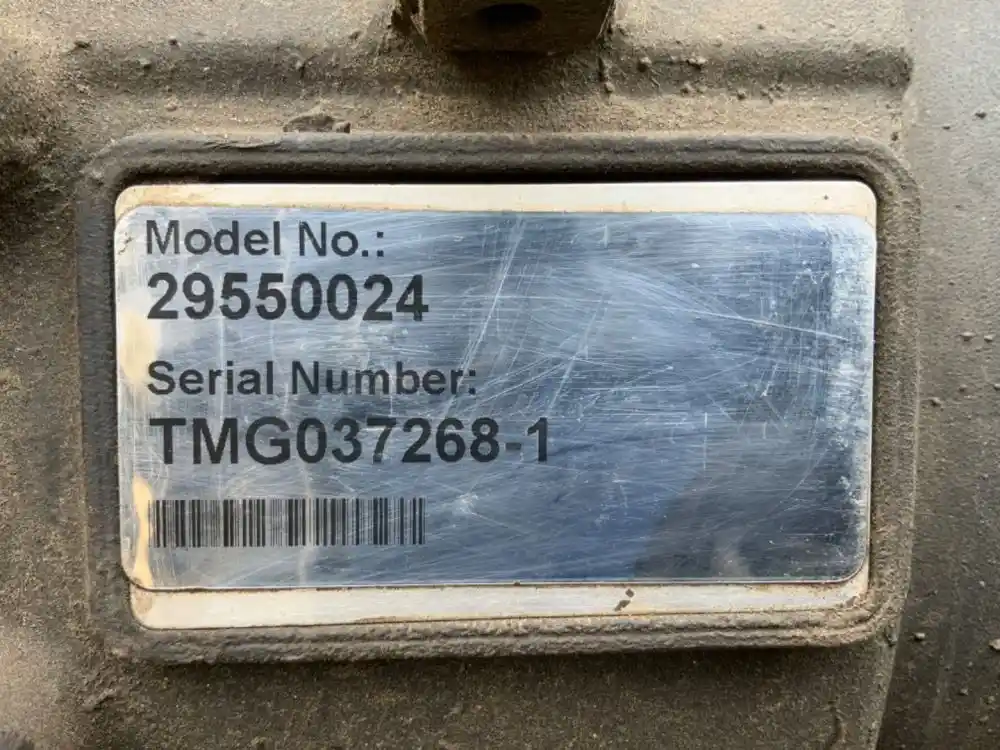 Model No.:
29550024
Serial Number:
TMG037268-1